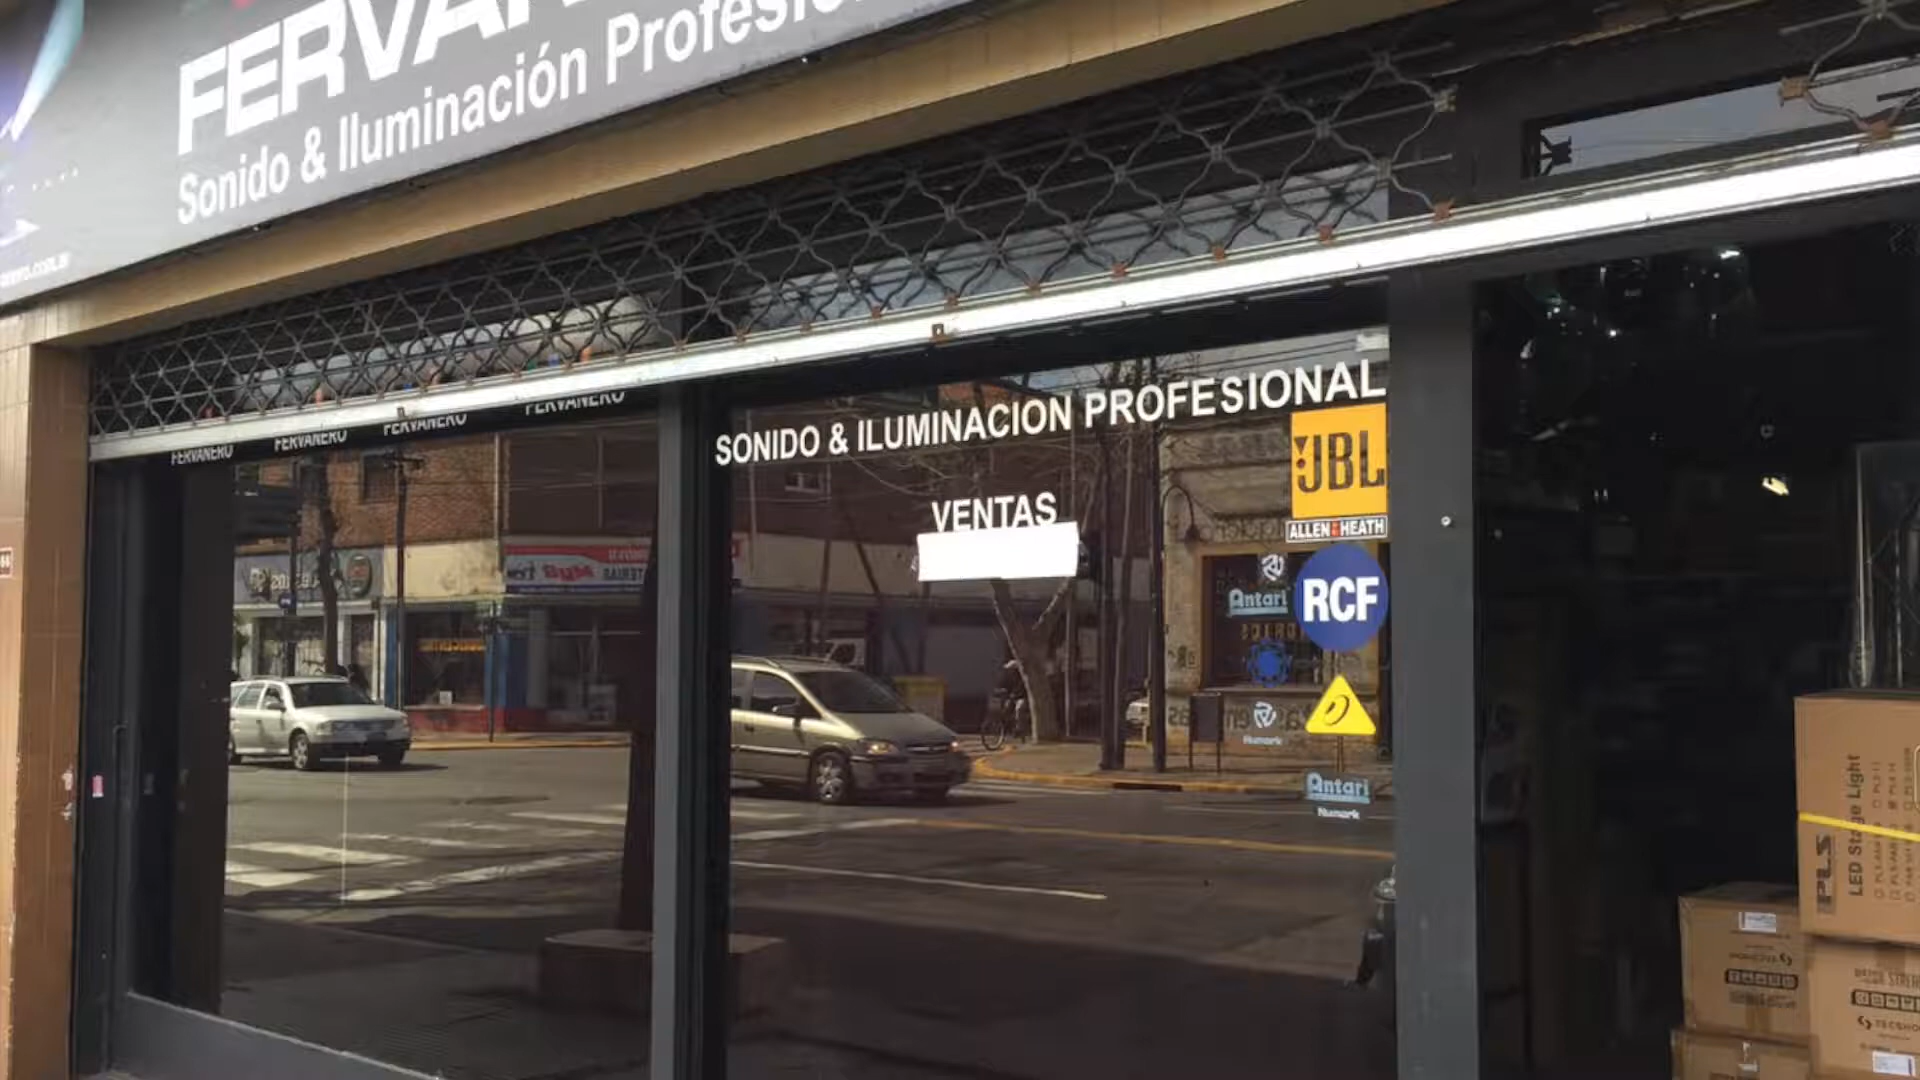 FERVAN
Sonido & Iluminación Profesio
FERVANERO
FERVANERO
FERVANERO
FERVANERO
SONIDO & ILUMINACION PROFESIONAL
VENTAS
JBL
ALLEN HEATH
RCF
Antari
Numark
Antari
Numark
PLS
LED Stage Light